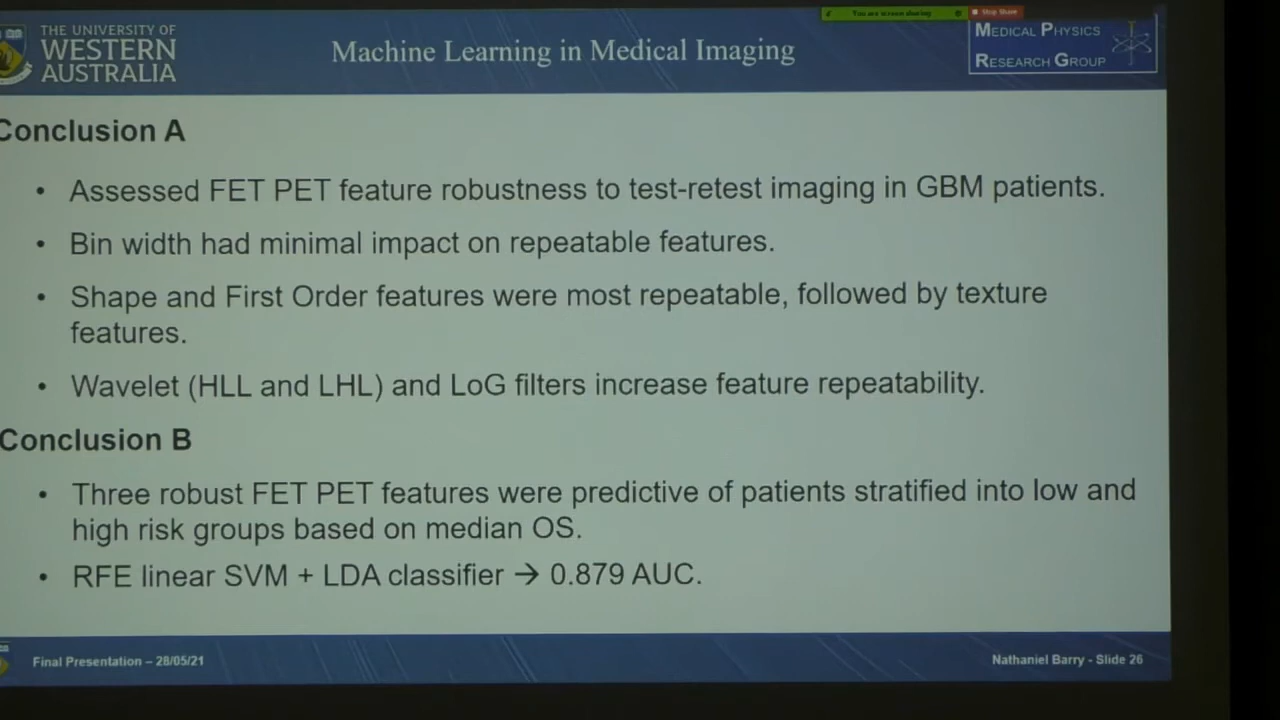 You are screen sharing
Stop Share
THE UNIVERSITY OF
WESTERN
AUSTRALIA
Machine Learning in Medical Imaging
MEDICAL PHYSICS
RESEARCH GROUP
Conclusion A
• Assessed FET PET feature robustness to test-retest imaging in GBM patients.
• Bin width had minimal impact on repeatable features.
• Shape and First Order features were most repeatable, followed by texture
features.
• Wavelet (HLL and LHL) and LoG filters increase feature repeatability.
Conclusion B
• Three robust FET PET features were predictive of patients stratified into low and
high risk groups based on median OS.
• RFE linear SVM + LDA classifier → 0.879 AUC.
Final Presentation – 28/05/21
Nathaniel Barry - Slide 26